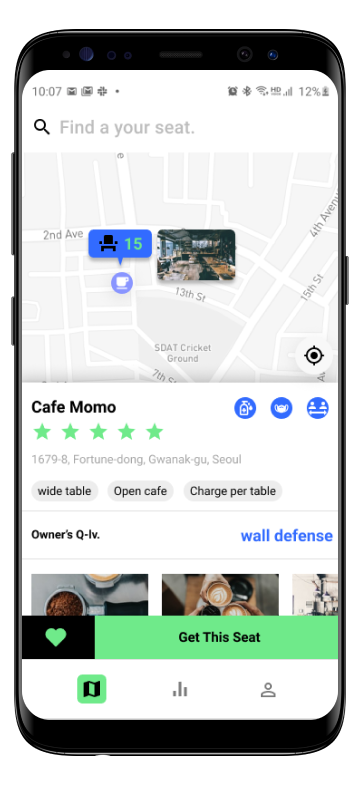 10:07 HD 12%
Find a your seat.
2nd Ave
15
4th Avenue
13th St
15th St
SDAT Cricket
Ground
7th St
Cafe Momo
1679-8, Fortune-dong, Gwanak-gu, Seoul
wide table Open cafe Charge per table
Owner's Q-lv. wall defense
Get This Seat